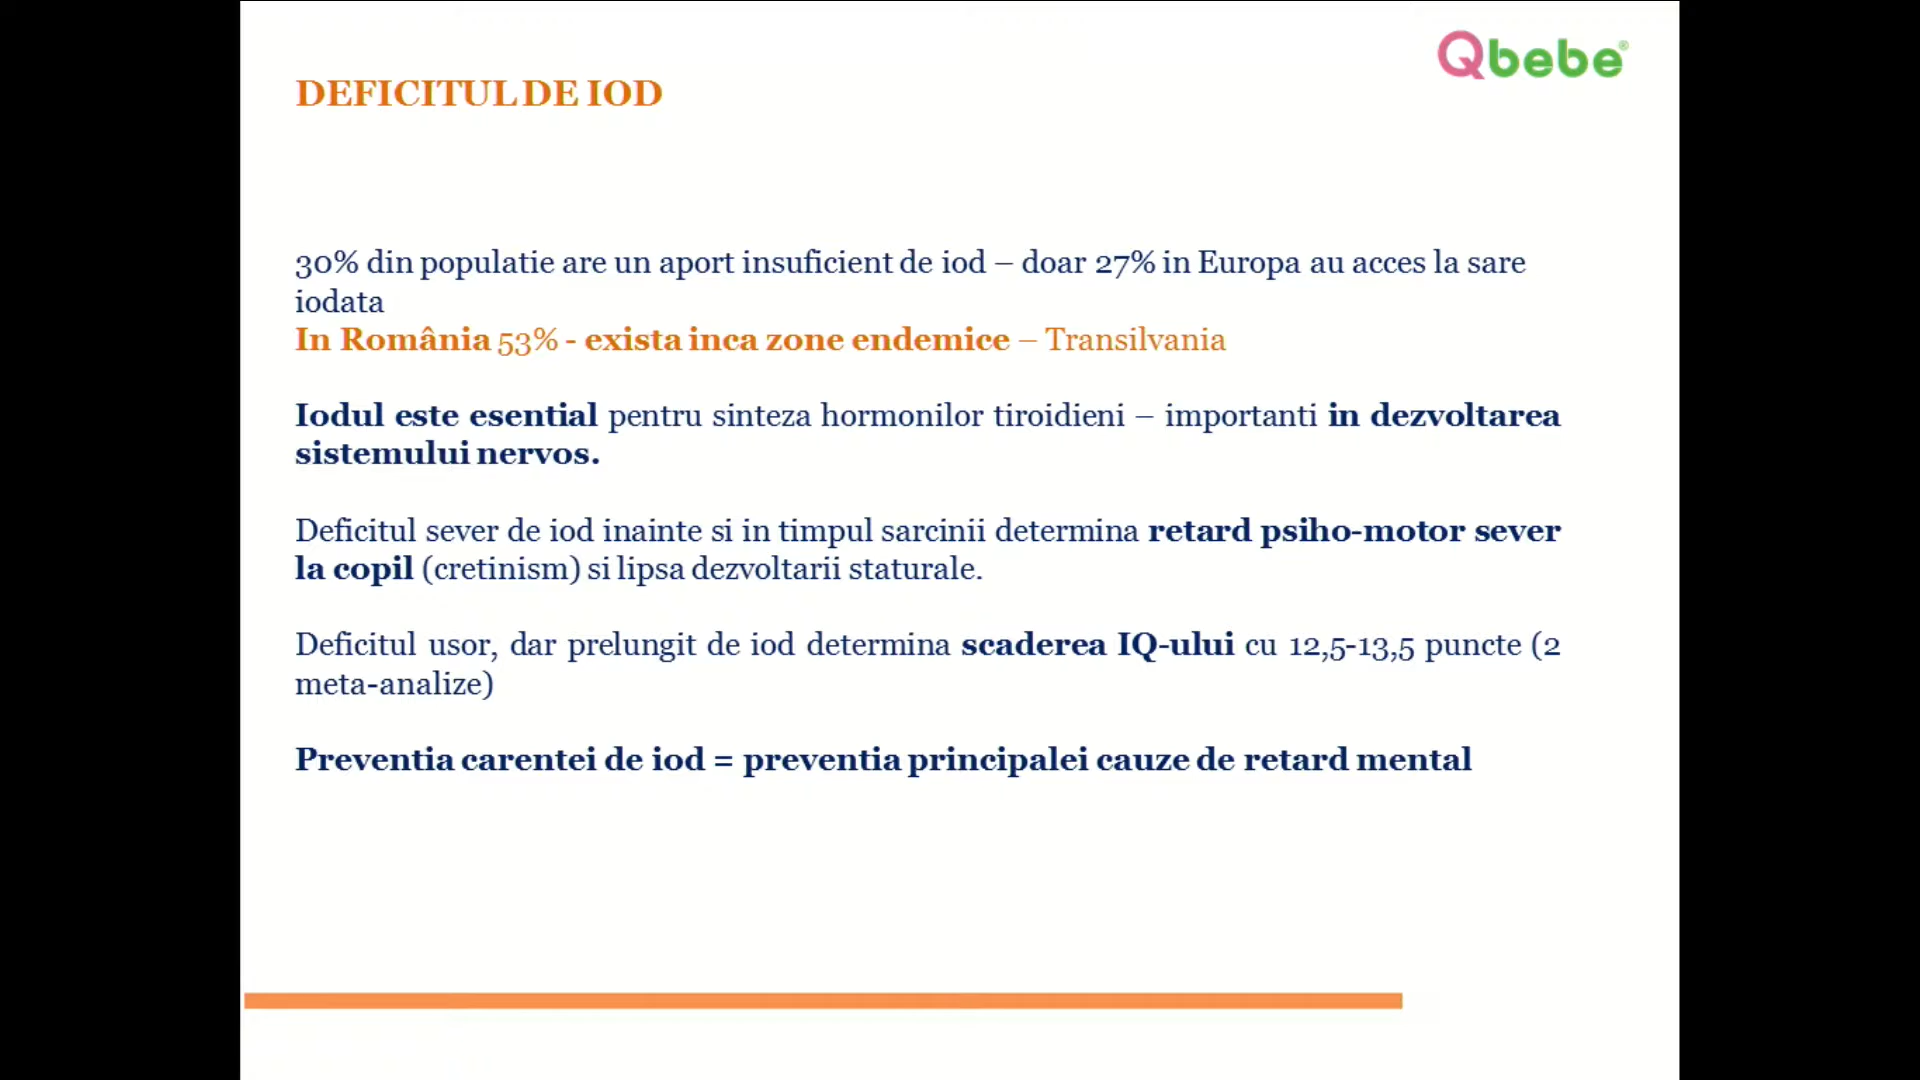 Qbebe®
DEFICITUL DE IOD
30% din populatie are un aport insuficient de iod – doar 27% in Europa au acces la sare
iodata
In România 53% - exista inca zone endemice – Transilvania
Iodul este esential pentru sinteza hormonilor tiroidieni – importanti in dezvoltarea
sistemului nervos.
Deficitul sever de iod inainte si in timpul sarcinii determina retard psiho-motor sever
la copil (cretinism) si lipsa dezvoltarii staturale.
Deficitul usor, dar prelungit de iod determina scaderea IQ-ului cu 12,5-13,5 puncte (2
meta-analize)
Preventia carentei de iod = preventia principalei cauze de retard mental